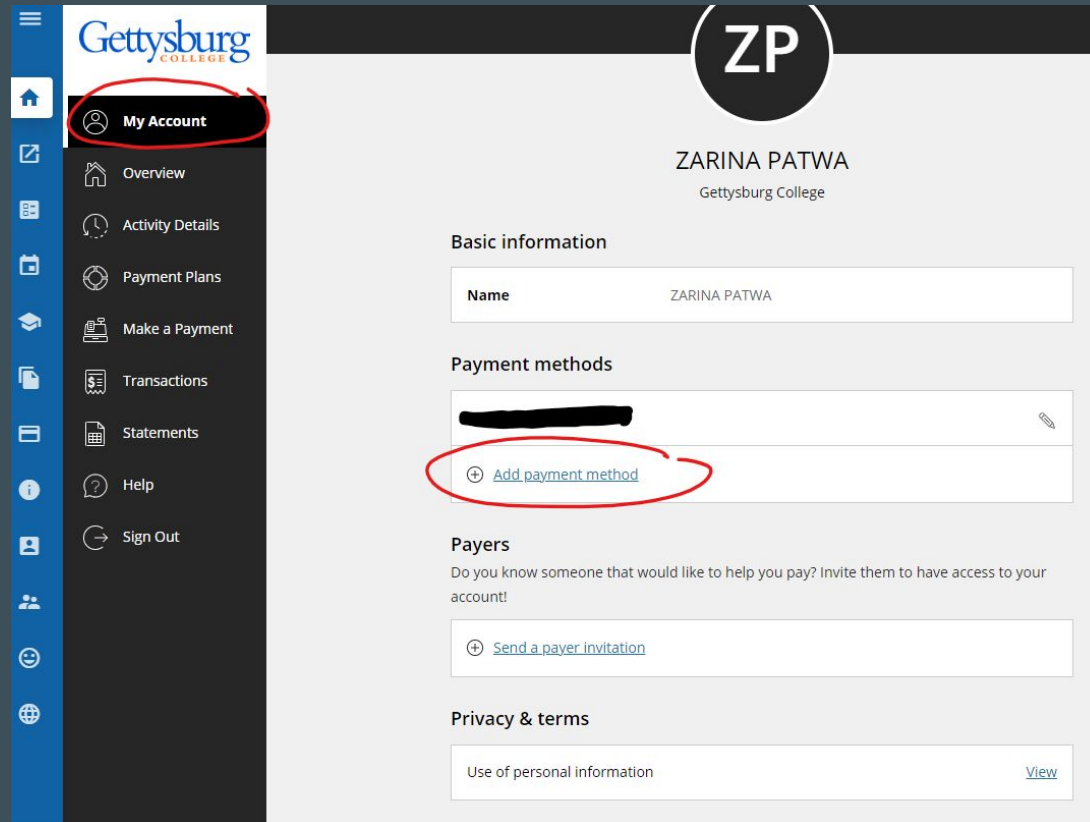 Gettysburg
COLLEGE
My Account
Overview
Activity Details
Payment Plans
Make a Payment
Transactions
Statements
Help
Sign Out
ZP
ZARINA PATWA
Gettysburg College
Basic information
Name ZARINA PATWA
Payment methods
Add payment method
Payers
Do you know someone that would like to help you pay? Invite them to have access to your
account!
Send a payer invitation
Privacy & terms
Use of personal information View